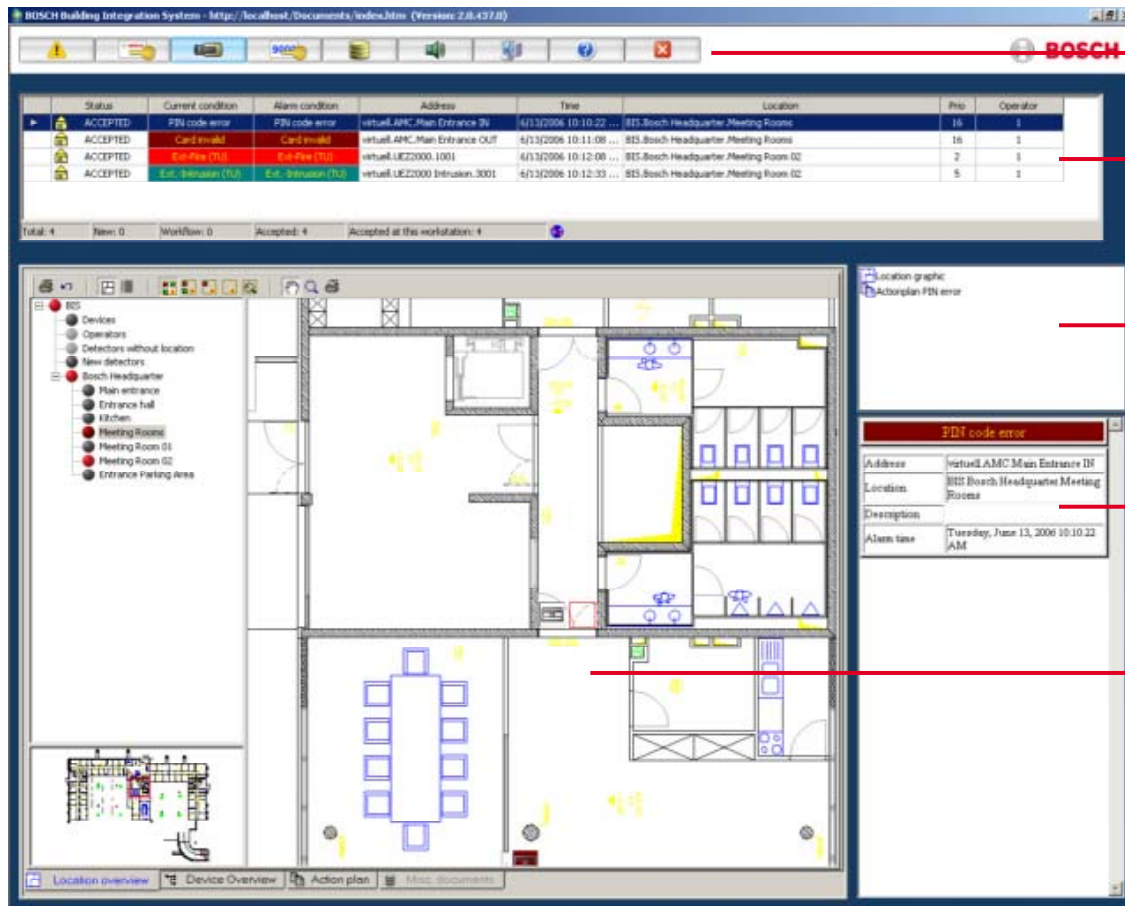 BOSCH Building Integration System - http://localhost/Documents/index.htm (Version: 2.0.437.0)
9000
BOSCH
Status Current condition Alarm condition Address Time Location Prio Operator
ACCEPTED PIN code error PIN code error virtuell.AMC.Main Entrance IN 6/13/2006 10:10:22 ... BIS.Bosch Headquarter.Meeting Rooms 16 1
ACCEPTED Card invalid Card invalid virtuell.AMC.Main Entrance OUT 6/13/2006 10:11:08 ... BIS.Bosch Headquarter.Meeting Rooms 16 1
ACCEPTED Ext-Fire (TU) Ext-Fire (TU) virtuell.UEZ2000.1001 6/13/2006 10:12:08 ... BIS.Bosch Headquarter.Meeting Room 02 2 1
ACCEPTED Ext.-Intrusion (TU) Ext.-Intrusion (TU) virtuell.UEZ2000 Intrusion.3001 6/13/2006 10:12:33 ... BIS.Bosch Headquarter.Meeting Room 02 5 1
Total: 4 New: 0 Workflow: 0 Accepted: 4 Accepted at this workstation: 4
BIS
Devices
Operators
Detectors without location
New detectors
Bosch Headquarter
Main entrance
Entrance hall
Kitchen
Meeting Rooms
Meeting Room 01
Meeting Room 02
Entrance Parking Area
Location graphic
Actionplan PIN error
PIN code error
Address virtuell.AMC.Main Entrance IN
Location BIS.Bosch Headquarter.Meeting Rooms
Description
Alarm time Tuesday, June 13, 2006 10:10:22 AM
Location overview Device Overview Action plan Misc. documents